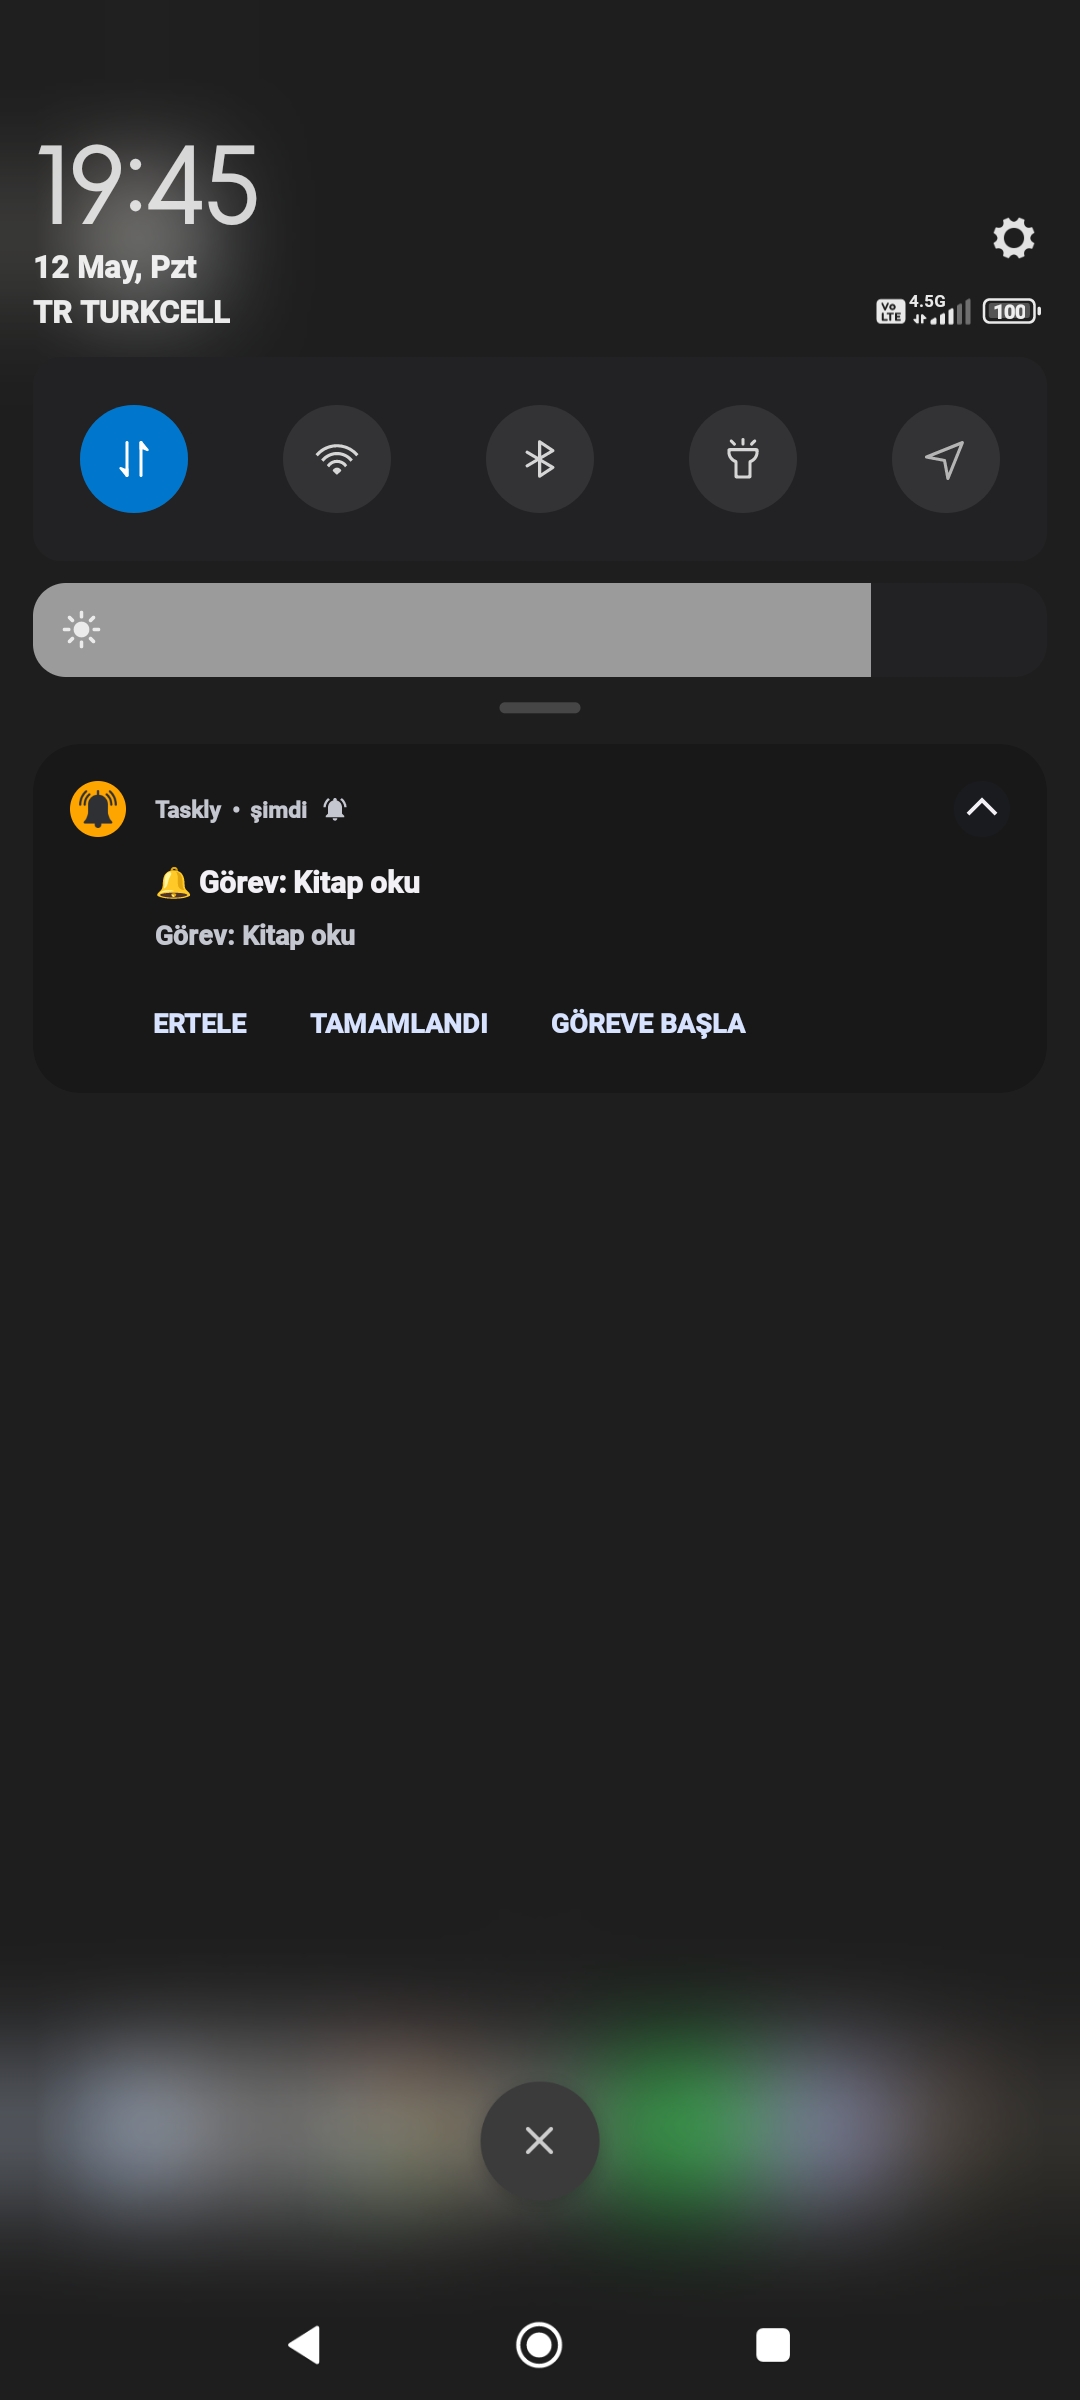 19:45
12 May, Pzt
TR TURKCELL
Vo LTE 4.5G 100
Taskly • şimdi
🔔 Görev: Kitap oku
Görev: Kitap oku
ERTELE TAMAMLANDI GÖREVE BAŞLA